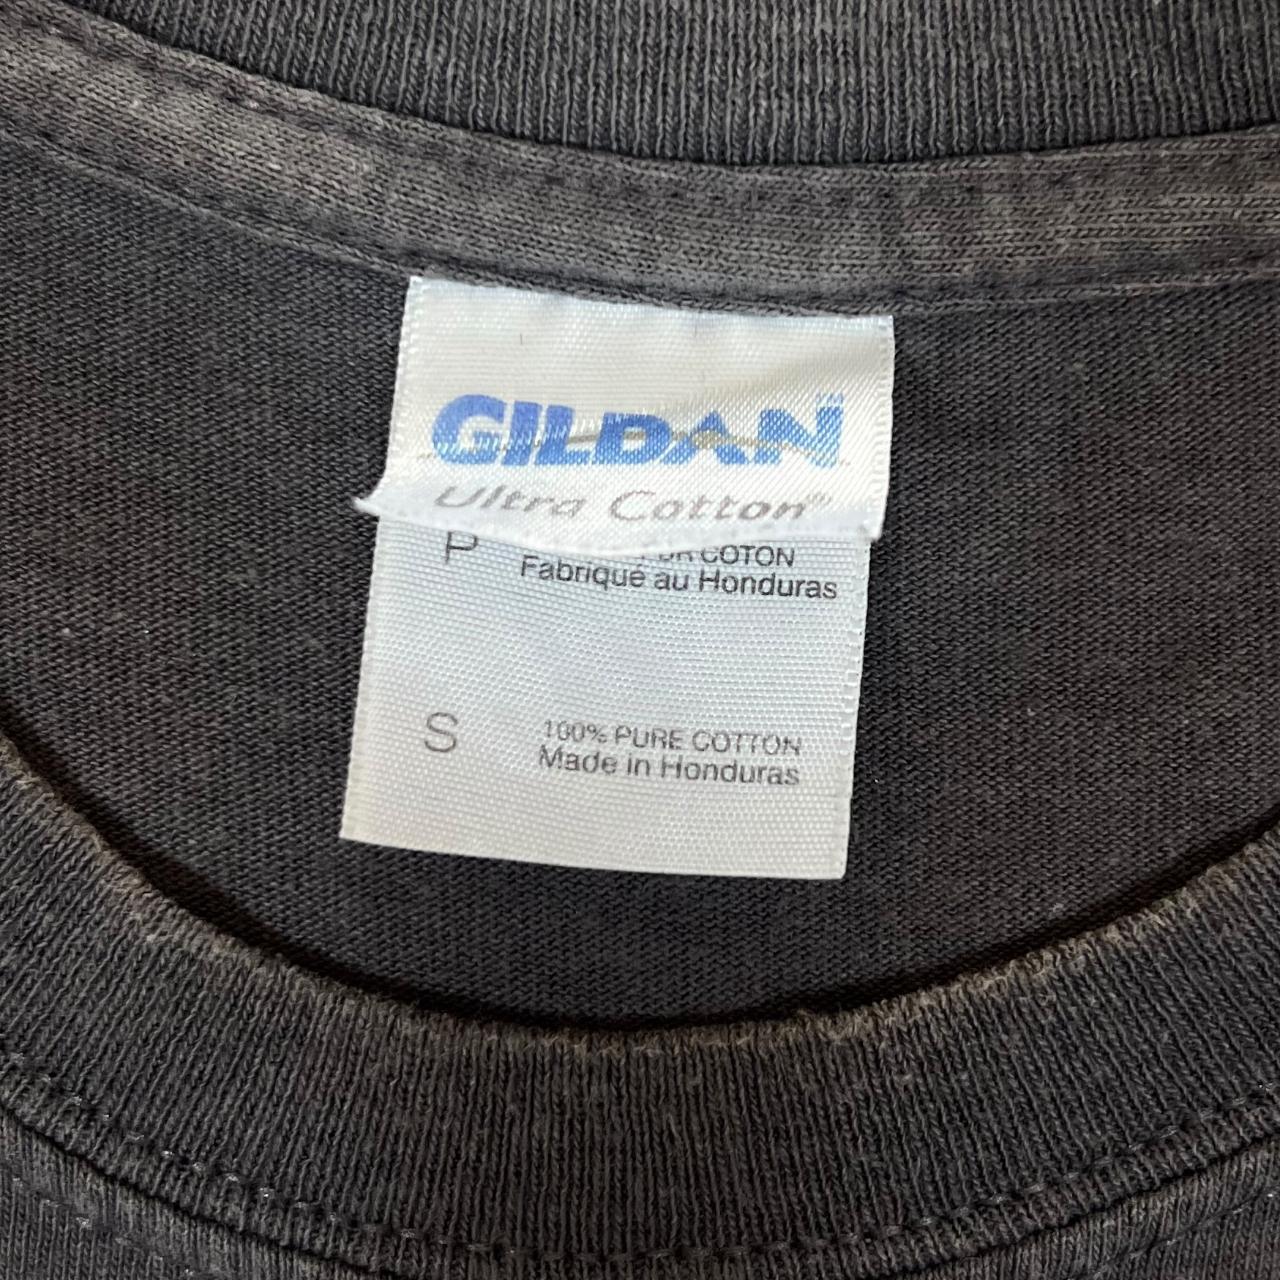 GILDAN
Ultra Cotton®
P COTON
Fabriqué au Honduras
S 100% PURE COTTON
Made in Honduras